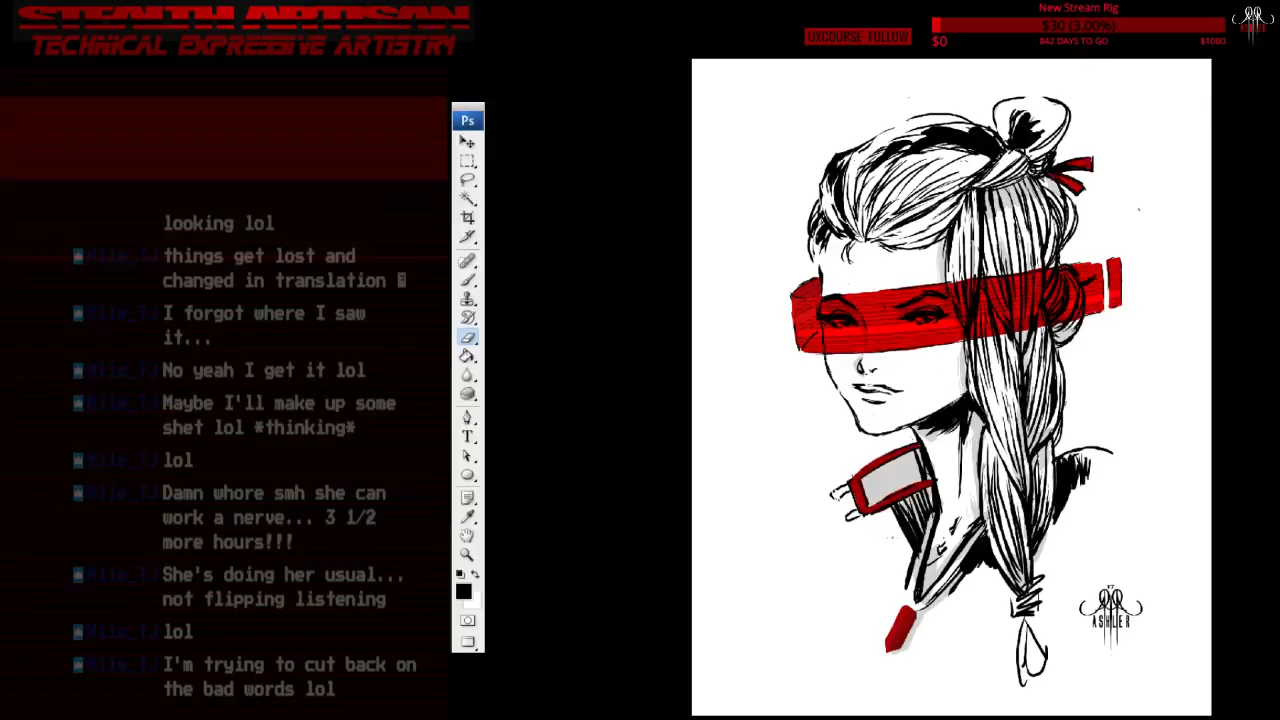 STEALTH ARTISAN
TECHNICAL EXPRESSIVE ARTISTRY
UXCOURSE FOLLOW
New Stream Rig
$30 (3.00%)
$0
842 DAYS TO GO
$1000
Ps
T
looking lol
things get lost and
changed in translation
I forgot where I saw
it...
No yeah I get it lol
Maybe I'll make up some
shet lol *thinking*
lol
Damn whore smh she can
work a nerve... 3 1/2
more hours!!!
She's doing her usual...
not flipping listening
lol
I'm trying to cut back on
the bad words lol
ASHLER